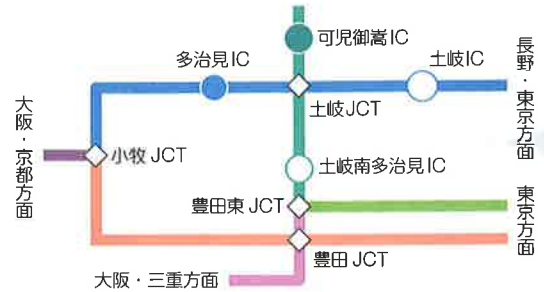 可児御嵩IC
多治見IC
土岐IC
長野・東京方面
土岐JCT
大阪・京都方面
小牧JCT
土岐南多治見IC
豊田東JCT
東京方面
豊田JCT
大阪・三重方面